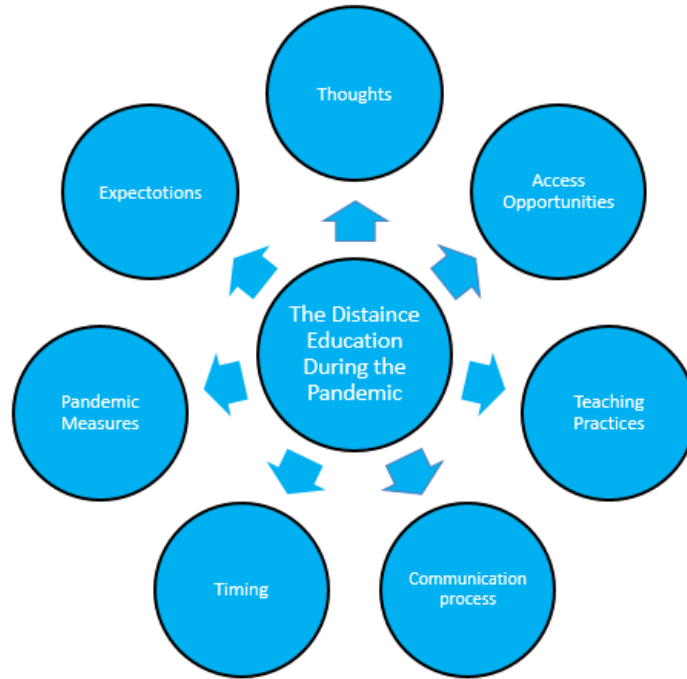 Thoughts
Expectotions
Access
Opportunities
The Distaince
Education
During the
Pandemic
Pandemic
Measures
Teaching
Practices
Timing
Communication
process